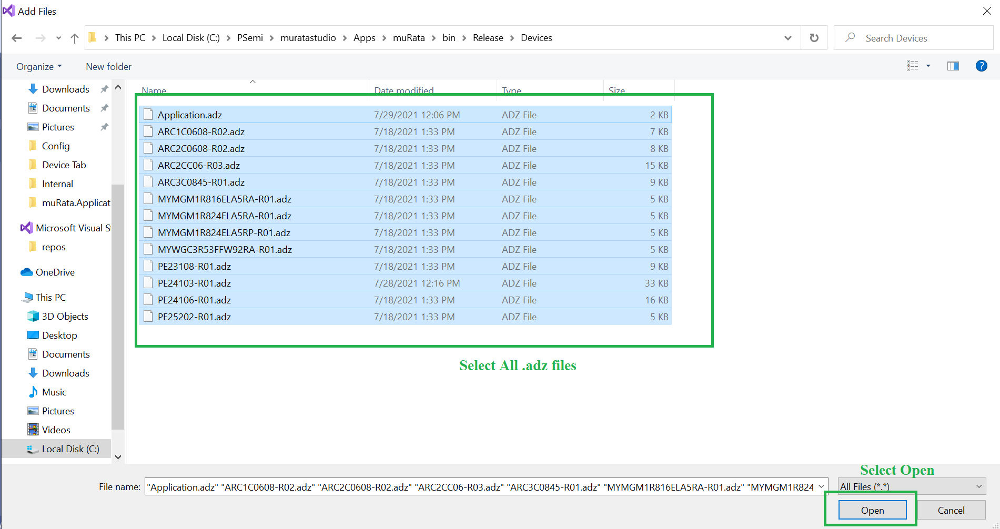 Add Files
This PC > Local Disk (C:) > PSemi > muratastudio > Apps > muRata > bin > Release > Devices
Search Devices
Organize
New folder
?
Downloads
Documents
Pictures
Config
Device Tab
Internal
muRata.Applicat
Microsoft Visual St
repos
OneDrive
This PC
3D Objects
Desktop
Documents
Downloads
Music
Pictures
Videos
Local Disk (C:)
Name Date modified Type Size
Application.adz 7/29/2021 12:06 PM ADZ File 2 KB
ARC1C0608-R02.adz 7/18/2021 1:33 PM ADZ File 7 KB
ARC2C0608-R02.adz 7/18/2021 1:33 PM ADZ File 8 KB
ARC2CC06-R03.adz 7/18/2021 1:33 PM ADZ File 15 KB
ARC3C0845-R01.adz 7/18/2021 1:33 PM ADZ File 9 KB
MYMGM1R816ELA5RA-R01.adz 7/18/2021 1:33 PM ADZ File 5 KB
MYMGM1R824ELA5RA-R01.adz 7/18/2021 1:33 PM ADZ File 5 KB
MYMGM1R824ELA5RP-R01.adz 7/18/2021 1:33 PM ADZ File 5 KB
MYWGC3R53FFW92RA-R01.adz 7/18/2021 1:33 PM ADZ File 5 KB
PE23108-R01.adz 7/18/2021 1:33 PM ADZ File 9 KB
PE24103-R01.adz 7/28/2021 12:16 PM ADZ File 33 KB
PE24106-R01.adz 7/18/2021 1:33 PM ADZ File 16 KB
PE25202-R01.adz 7/18/2021 1:33 PM ADZ File 5 KB
Select All .adz files
Select Open
File name: "Application.adz" "ARC1C0608-R02.adz" "ARC2C0608-R02.adz" "ARC2CC06-R03.adz" "ARC3C0845-R01.adz" "MYMGM1R816ELA5RA-R01.adz" "MYMGM1R824
All Files (*.*)
Open
Cancel